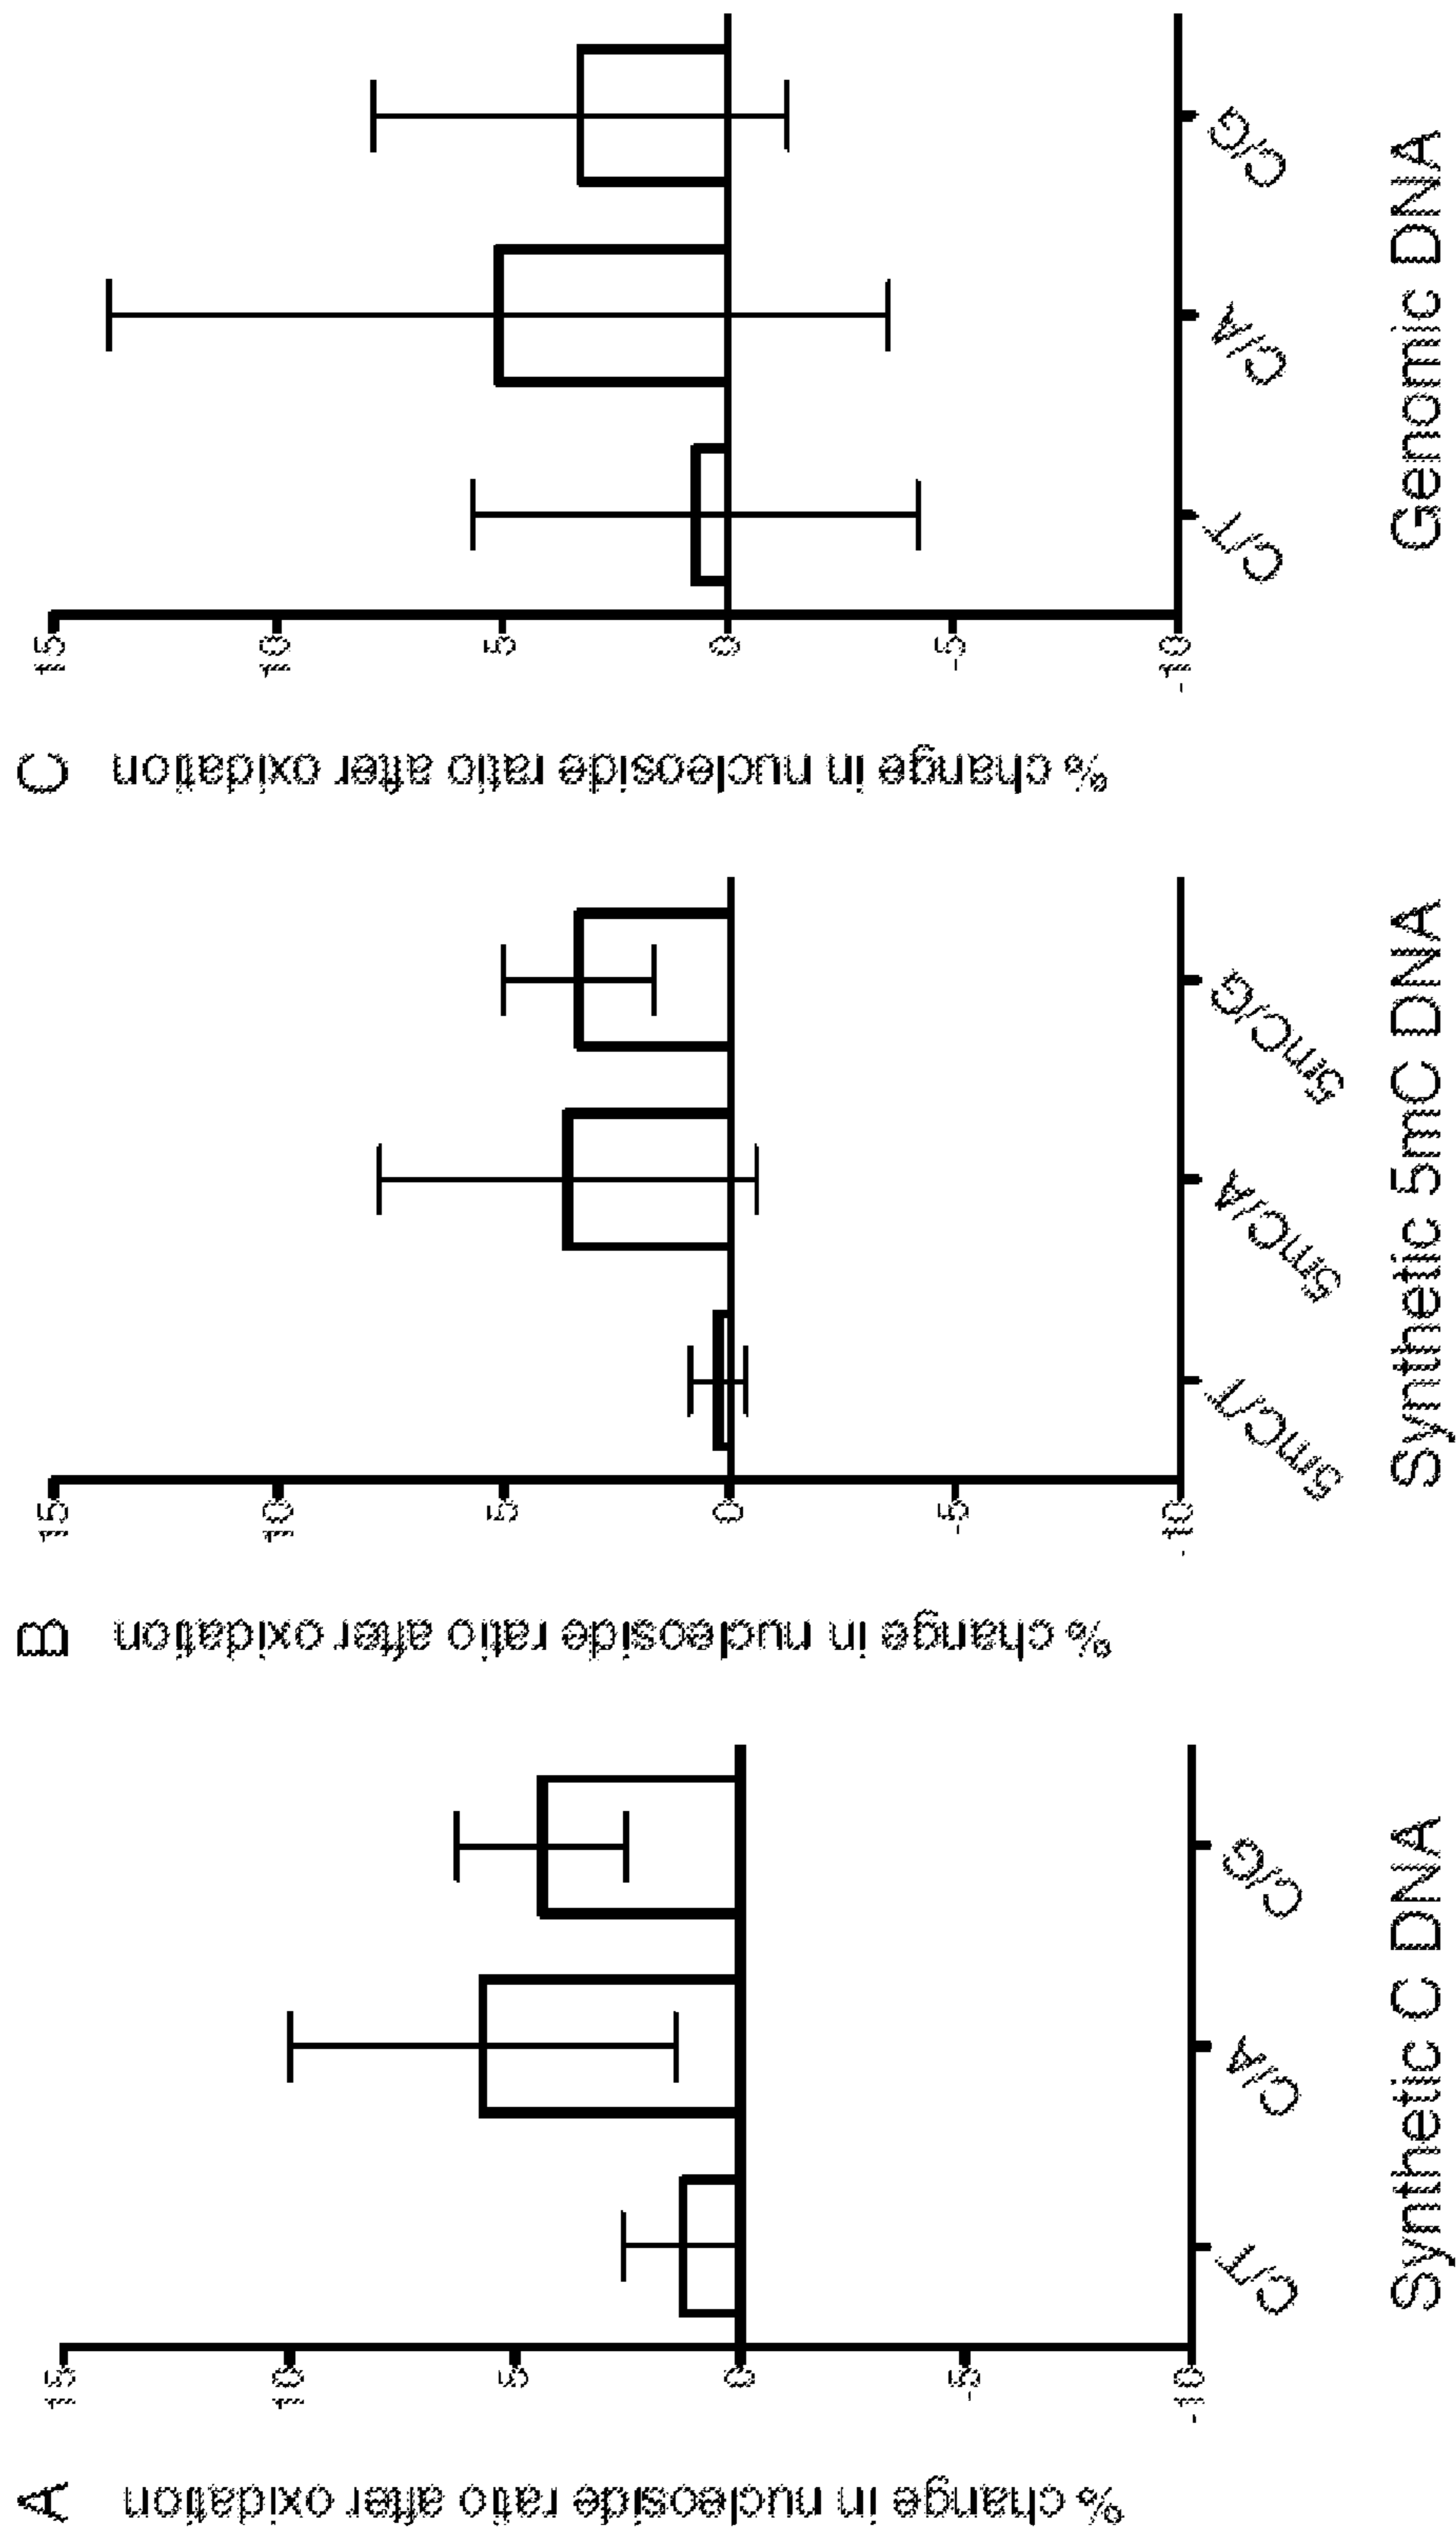 A
% change in nucleoside ratio after oxidation
15
10
5
0
-5
-10
C/T
C/A
C/G
Synthetic C DNA
B
% change in nucleoside ratio after oxidation
15
10
5
0
-5
-10
5mC/T
5mC/A
5mC/G
Synthetic 5mC DNA
C
% change in nucleoside ratio after oxidation
15
10
5
0
-5
-10
C/T
C/A
C/G
Genomic DNA